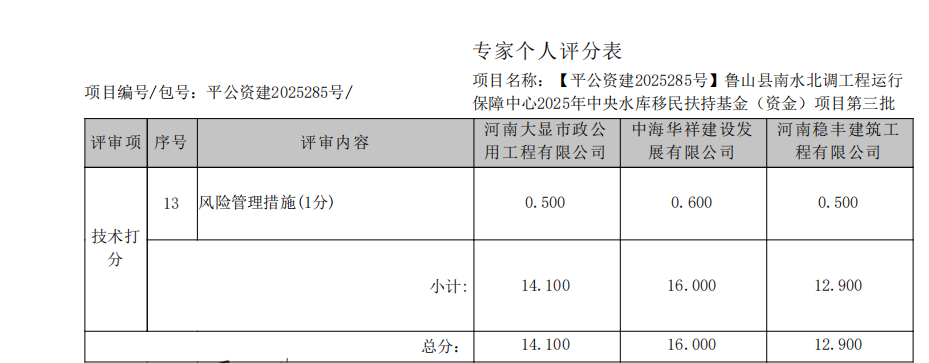 专家个人评分表
项目编号/包号：平公资建2025285号/
项目名称：【平公资建2025285号】鲁山县南水北调工程运行
保障中心2025年中央水库移民扶持基金（资金）项目第三批
评审项 序号 评审内容 河南大显市政公 中海华祥建设发 河南稳丰建筑工
用工程有限公司 展有限公司 程有限公司
13 风险管理措施(1分) 0.500 0.600 0.500
技术打
分
小计: 14.100 16.000 12.900
总分： 14.100 16.000 12.900